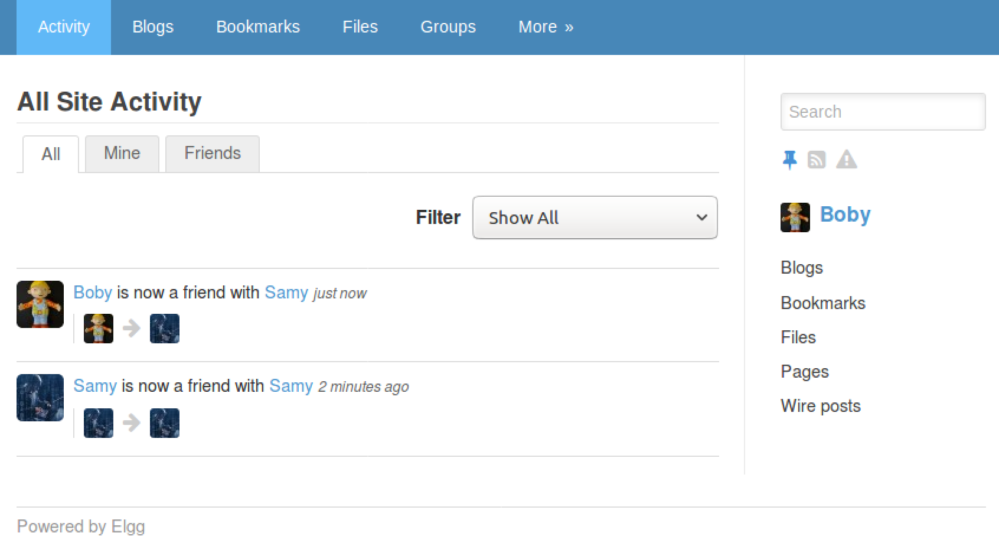 Activity Blogs Bookmarks Files Groups More »
All Site Activity
Search
All Mine Friends
Filter Show All
Boby
Blogs
Bookmarks
Files
Pages
Wire posts
Boby is now a friend with Samy just now
Samy is now a friend with Samy 2 minutes ago
Powered by Elgg